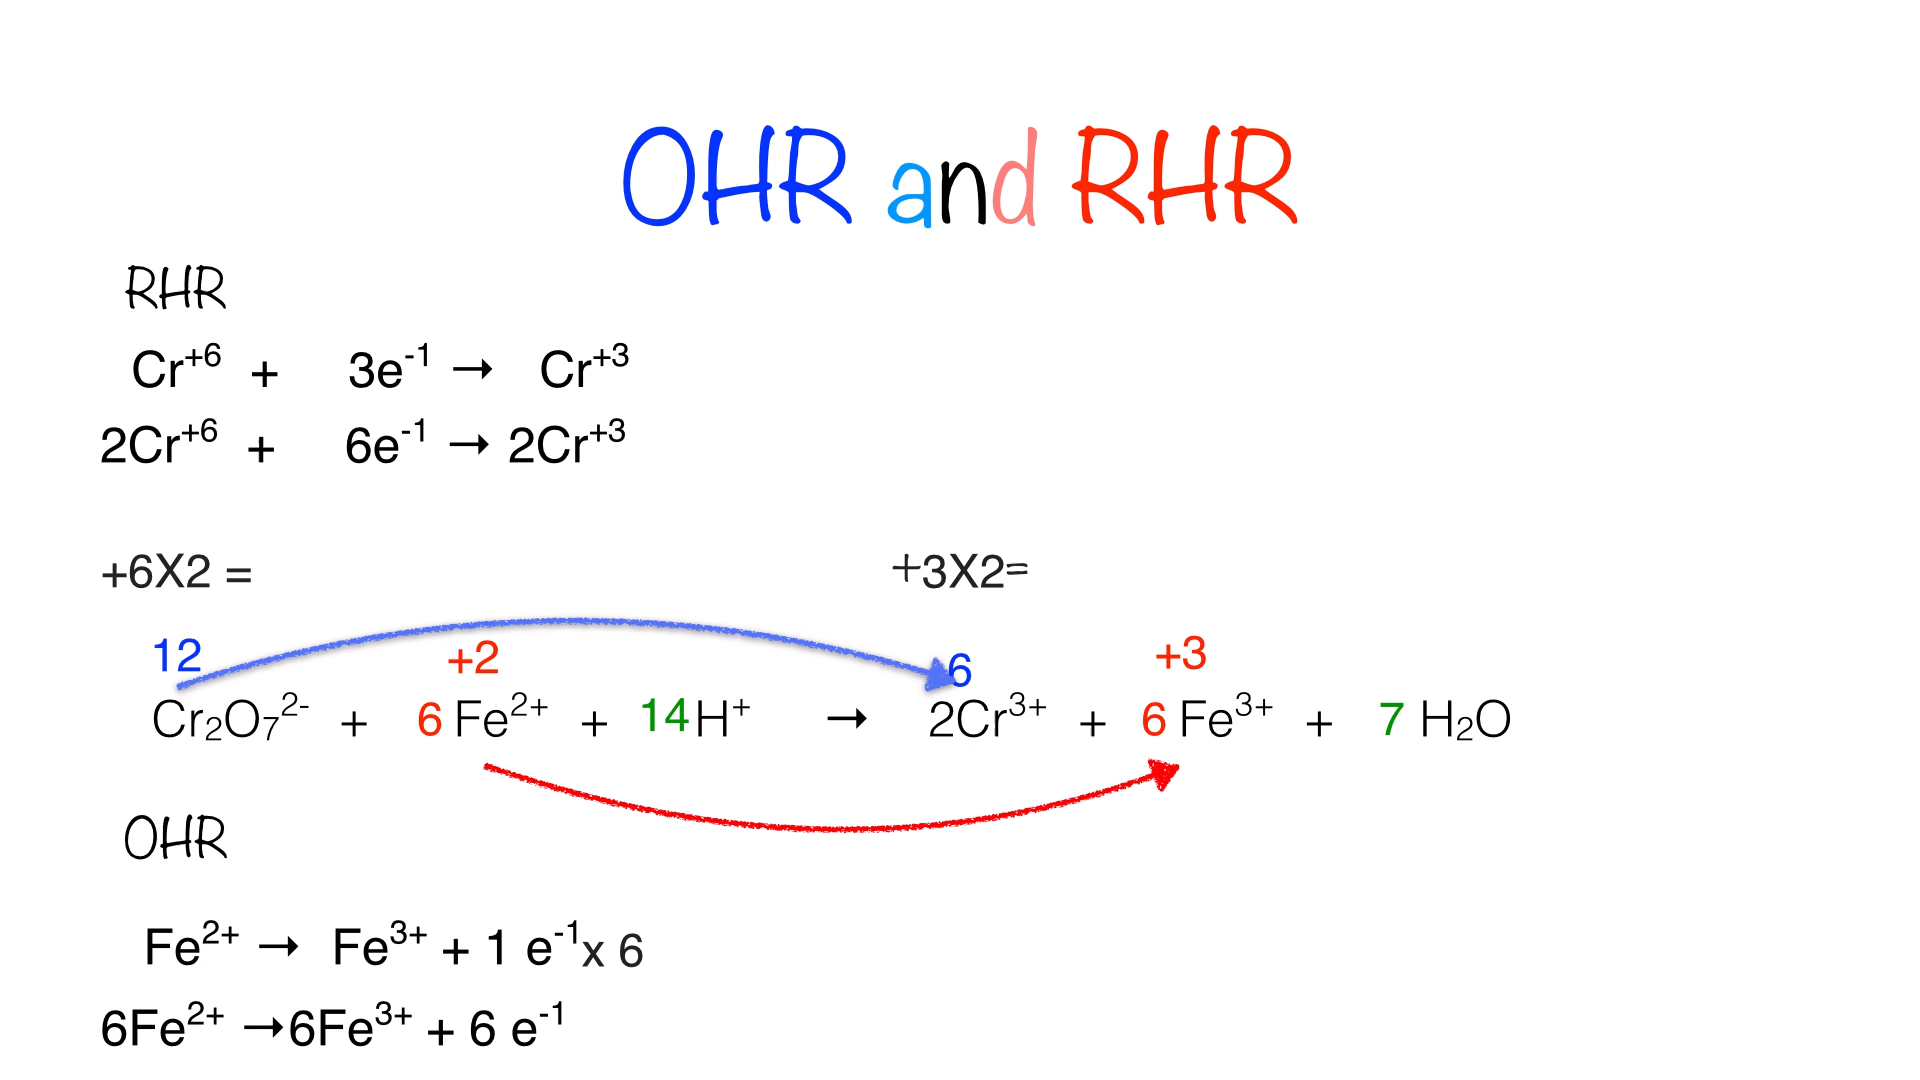 OHR and RHR
RHR
Cr⁺⁶ + 3e⁻¹ → Cr⁺³
2Cr⁺⁶ + 6e⁻¹ → 2Cr⁺³
+6X2 = +3X2=
12 +2 6 +3
Cr₂O₇²⁻ + 6 Fe²⁺ + 14 H⁺ → 2Cr³⁺ + 6 Fe³⁺ + 7 H₂O
OHR
Fe²⁺ → Fe³⁺ + 1 e⁻¹ x 6
6Fe²⁺ → 6Fe³⁺ + 6 e⁻¹